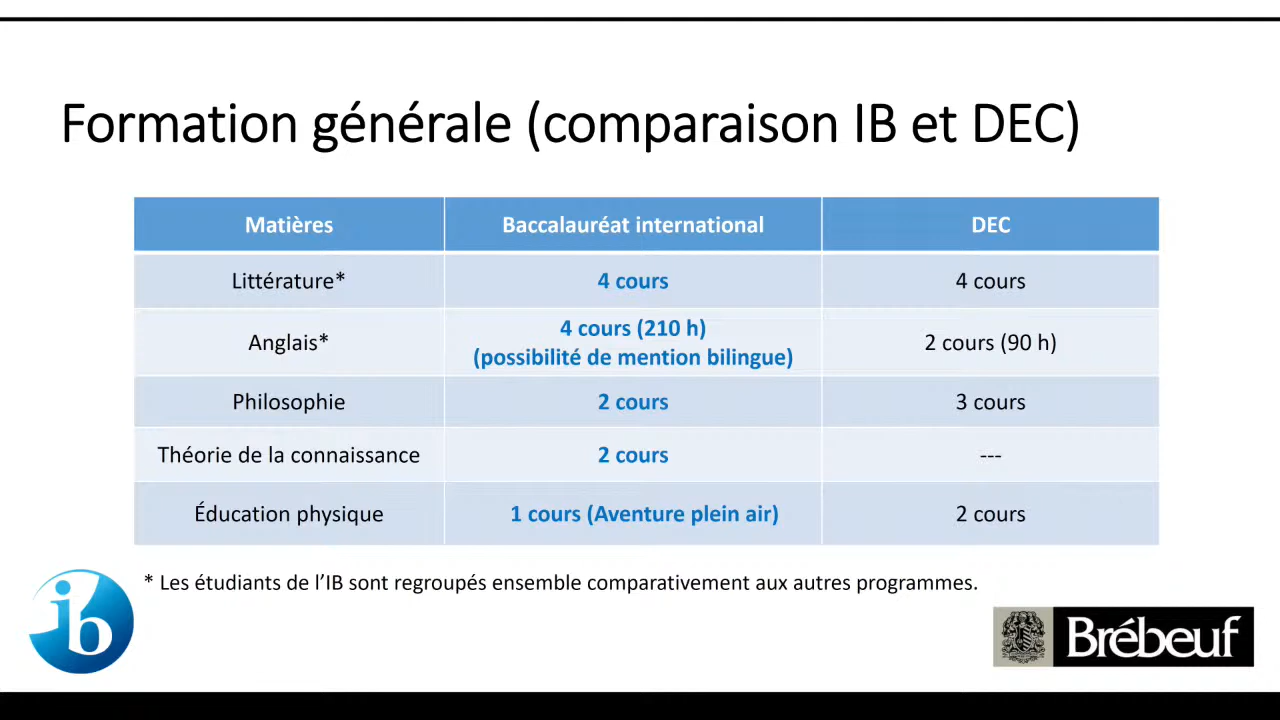 Formation générale (comparaison IB et DEC)
Matières Baccalauréat international DEC
Littérature* 4 cours 4 cours
Anglais* 4 cours (210 h) 2 cours (90 h)
(possibilité de mention bilingue)
Philosophie 2 cours 3 cours
Théorie de la connaissance 2 cours ---
Éducation physique 1 cours (Aventure plein air) 2 cours
* Les étudiants de l’IB sont regroupés ensemble comparativement aux autres programmes.
ib
Brébeuf